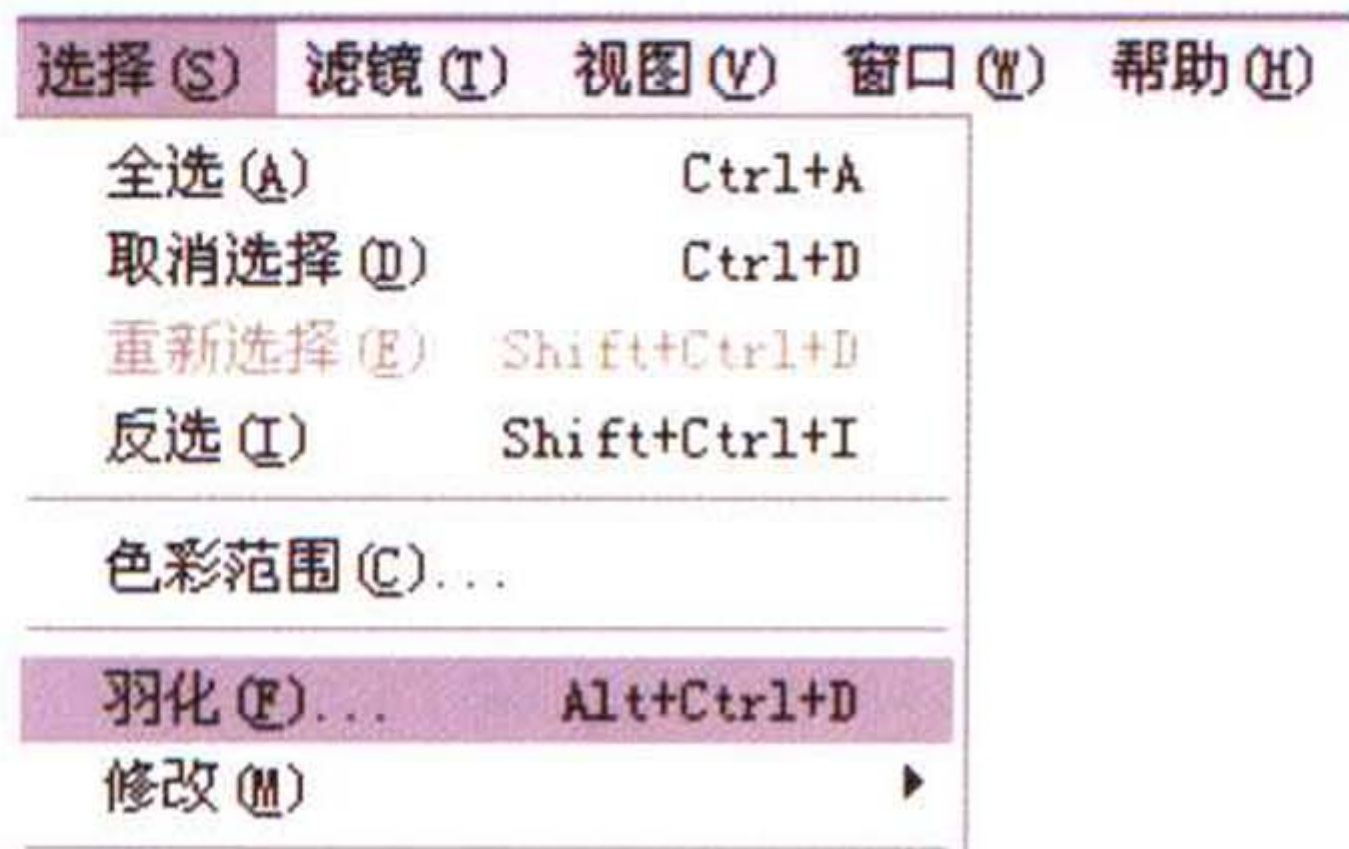 选择(S) 滤镜(T) 视图(V) 窗口(W) 帮助(H)
全选(A) Ctrl+A
取消选择(D) Ctrl+D
重新选择(E) Shift+Ctrl+D
反选(I) Shift+Ctrl+I
色彩范围(C)...
羽化(F)... Alt+Ctrl+D
修改(M)